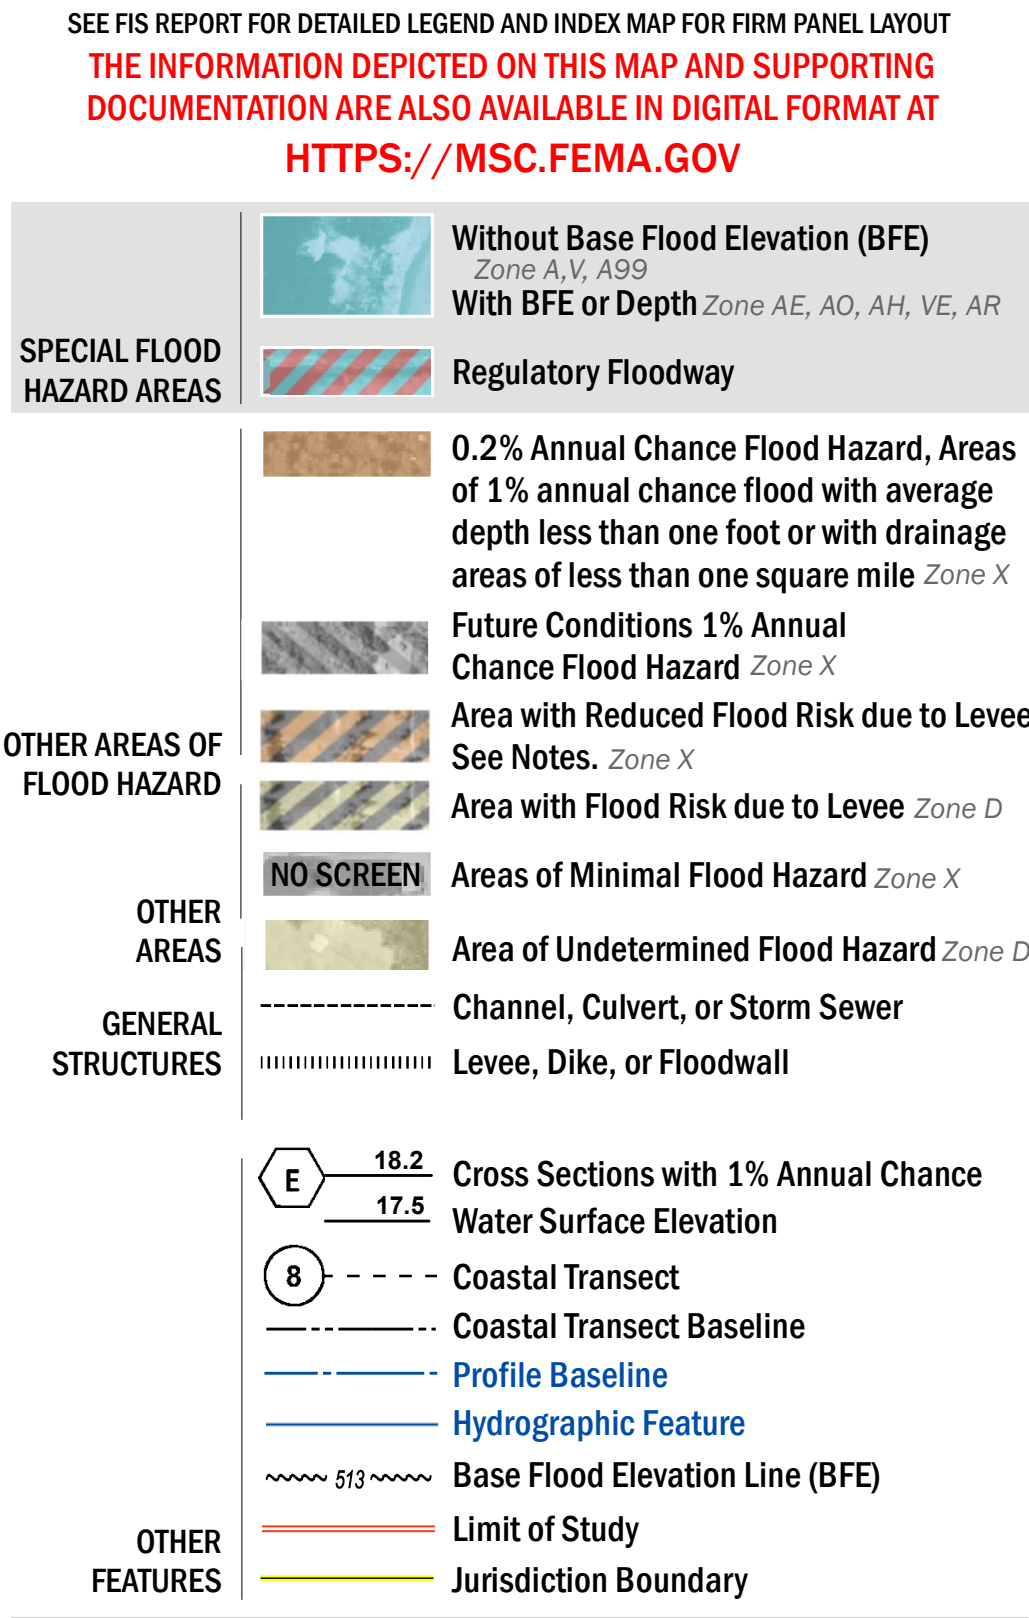 SEE FIS REPORT FOR DETAILED LEGEND AND INDEX MAP FOR FIRM PANEL LAYOUT
THE INFORMATION DEPICTED ON THIS MAP AND SUPPORTING
DOCUMENTATION ARE ALSO AVAILABLE IN DIGITAL FORMAT AT
HTTPS://MSC.FEMA.GOV
SPECIAL FLOOD
HAZARD AREAS
Without Base Flood Elevation (BFE)
Zone A,V, A99
With BFE or Depth Zone AE, AO, AH, VE, AR
Regulatory Floodway
OTHER AREAS OF
FLOOD HAZARD
0.2% Annual Chance Flood Hazard, Areas
of 1% annual chance flood with average
depth less than one foot or with drainage
areas of less than one square mile Zone X
Future Conditions 1% Annual
Chance Flood Hazard Zone X
Area with Reduced Flood Risk due to Levee
See Notes. Zone X
Area with Flood Risk due to Levee Zone D
OTHER
AREAS
NO SCREEN Areas of Minimal Flood Hazard Zone X
Area of Undetermined Flood Hazard Zone D
GENERAL
STRUCTURES
Channel, Culvert, or Storm Sewer
Levee, Dike, or Floodwall
OTHER
FEATURES
E 18.2 Cross Sections with 1% Annual Chance
17.5 Water Surface Elevation
8 Coastal Transect
Coastal Transect Baseline
Profile Baseline
Hydrographic Feature
513 Base Flood Elevation Line (BFE)
Limit of Study
Jurisdiction Boundary